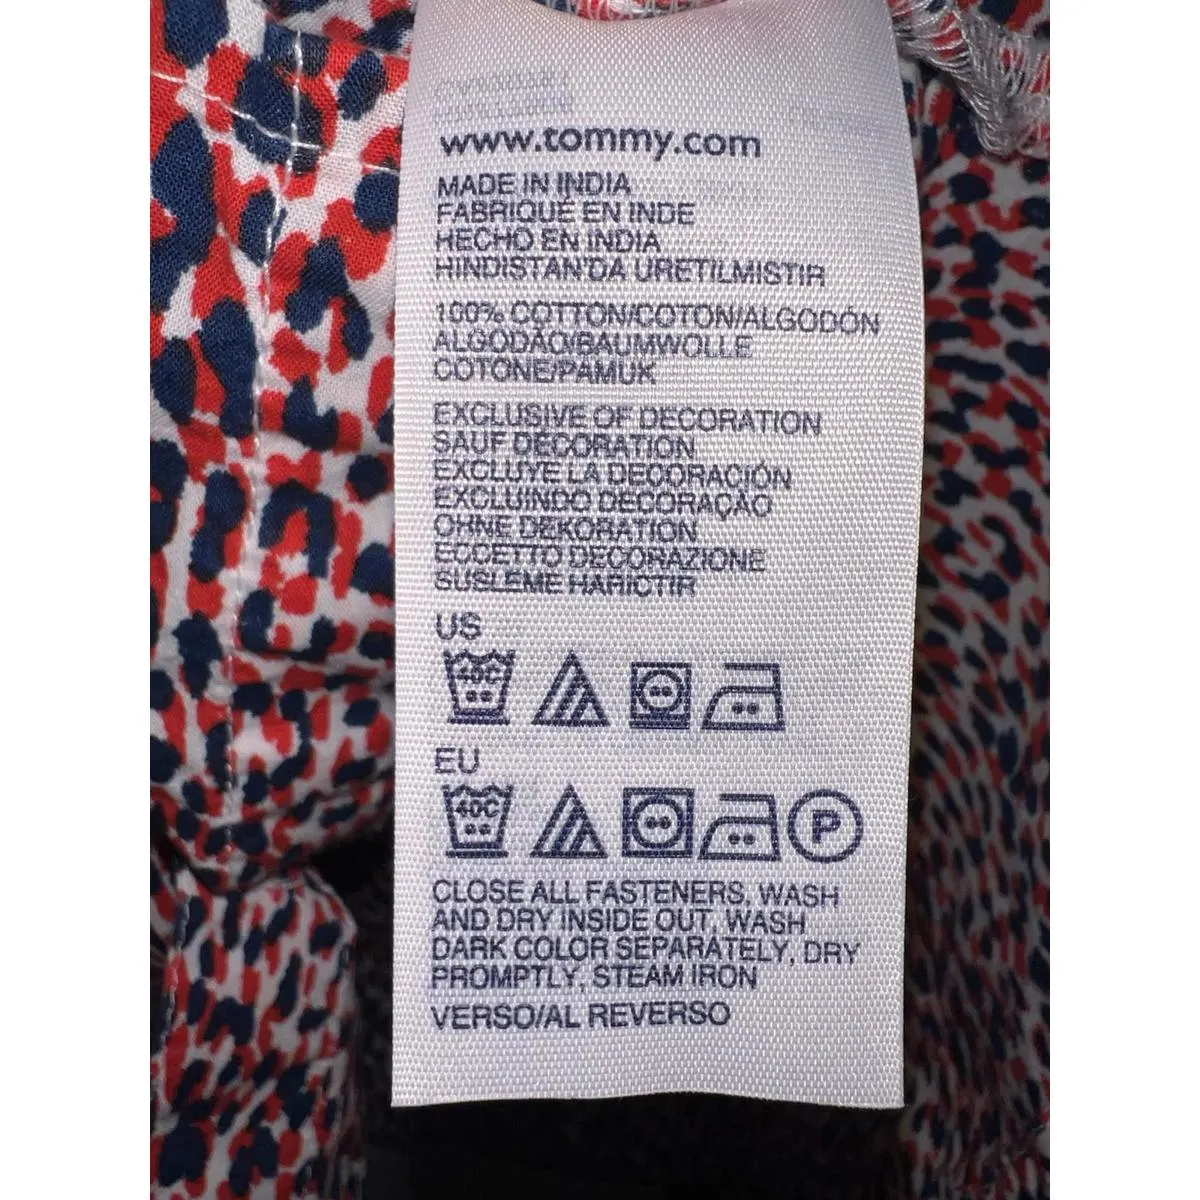 www.tommy.com
MADE IN INDIA
FABRIQUÉ EN INDE
HECHO EN INDIA
HINDISTAN'DA URETILMISTIR
100% COTTON/COTON/ALGODÓN
ALGODÃO/BAUMWOLLE
COTONE/PAMUK
EXCLUSIVE OF DECORATION
SAUF DÉCORATION
EXCLUYE LA DECORACIÓN
EXCLUINDO DECORAÇÃO
OHNE DEKORATION
ECCETTO DECORAZIONE
SUSLEME HARICTIR
US
40C
EU
40C P
CLOSE ALL FASTENERS, WASH
AND DRY INSIDE OUT, WASH
DARK COLOR SEPARATELY, DRY
PROMPTLY, STEAM IRON
VERSO/AL REVERSO